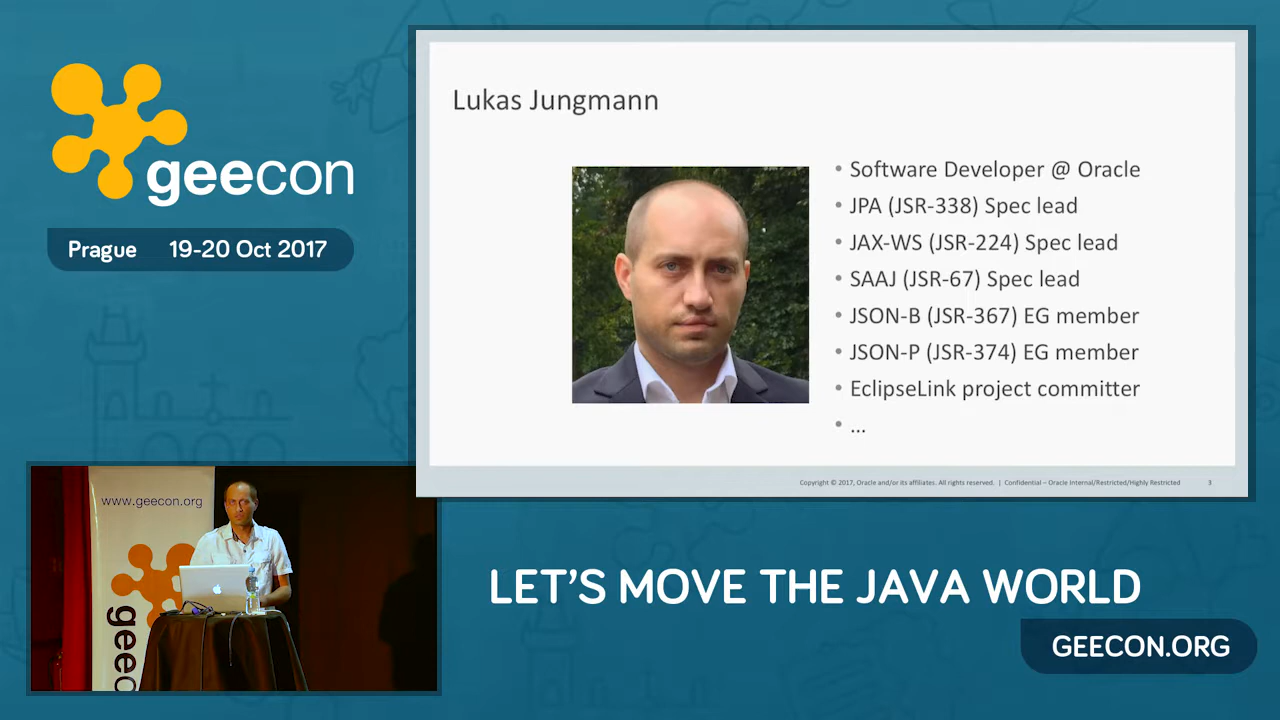 geecon
Prague 19-20 Oct 2017
Lukas Jungmann
• Software Developer @ Oracle
• JPA (JSR-338) Spec lead
• JAX-WS (JSR-224) Spec lead
• SAAJ (JSR-67) Spec lead
• JSON-B (JSR-367) EG member
• JSON-P (JSR-374) EG member
• EclipseLink project committer
• ...
Copyright © 2017, Oracle and/or its affiliates. All rights reserved. | Confidential – Oracle Internal/Restricted/Highly Restricted 3
www.geecon.org
geec
LET'S MOVE THE JAVA WORLD
GEECON.ORG